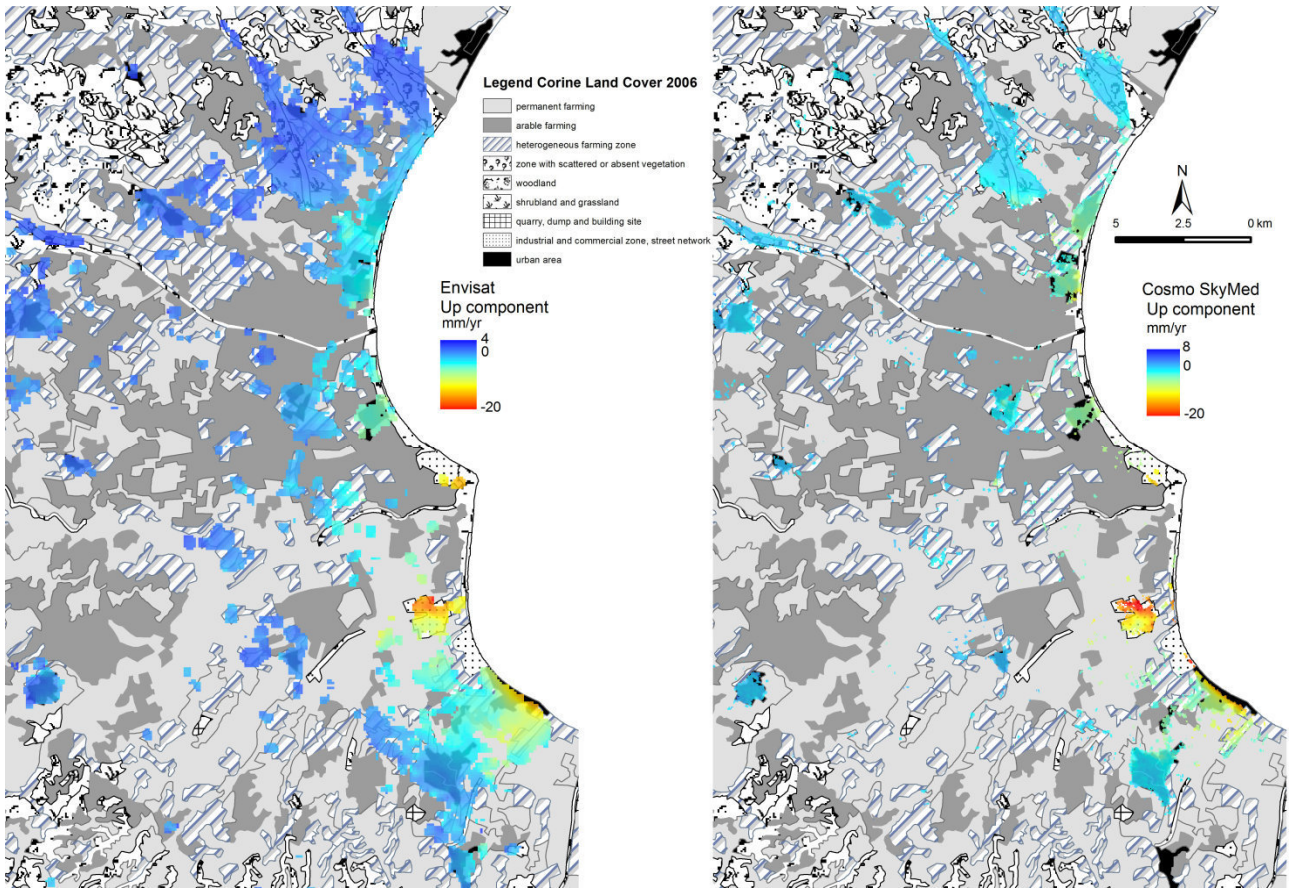 Legend Corine Land Cover 2006
permanent farming
arable farming
heterogeneous farming zone
zone with scattered or absent vegetation
woodland
shrubland and grassland
quarry, dump and building site
industrial and commercial zone, street network
urban area
Envisat
Up component
mm/yr
4
0
-20
N
5 2.5 0 km
Cosmo SkyMed
Up component
mm/yr
8
0
-20